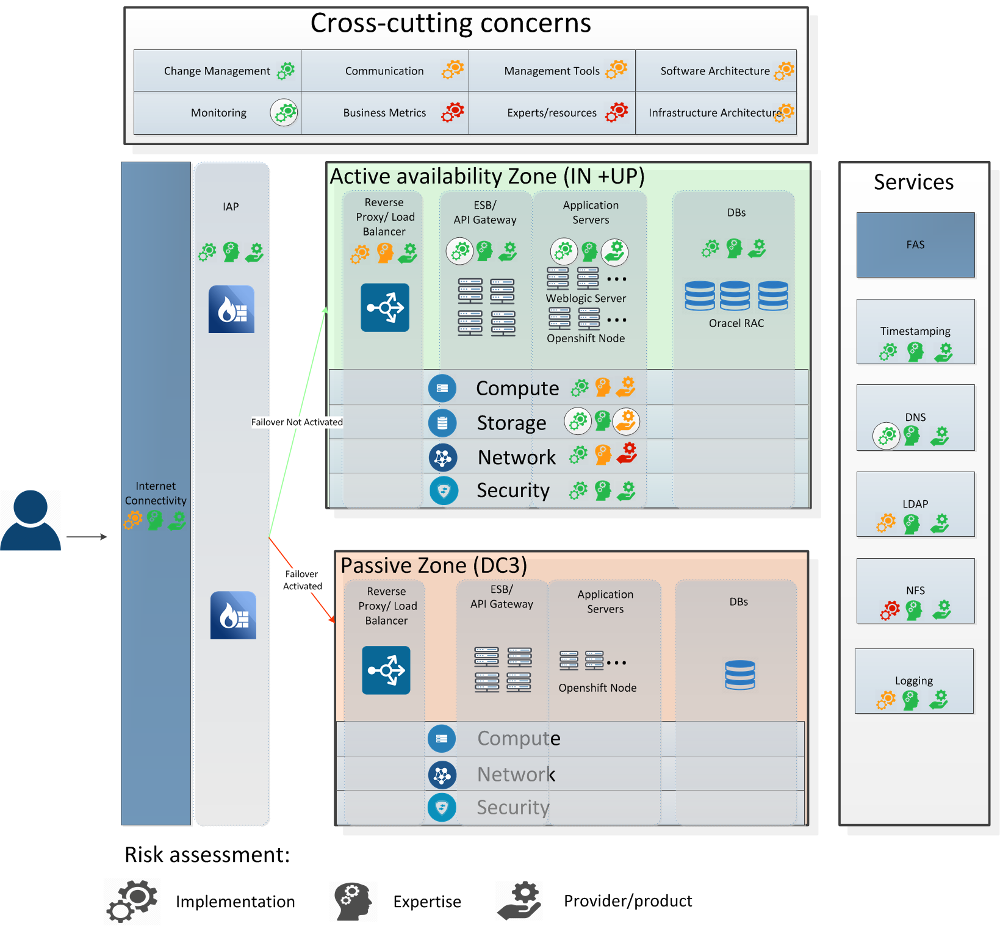 Cross-cutting concerns
Change Management
Communication
Management Tools
Software Architecture
Monitoring
Business Metrics
Experts/resources
Infrastructure Architecture
Internet
Connectivity
IAP
Failover Not Activated
Failover
Activated
Active availability Zone (IN +UP)
Reverse
Proxy/ Load
Balancer
ESB/
API Gateway
Application
Servers
Weblogic Server
Openshift Node
DBs
Oracel RAC
Compute
Storage
Network
Security
Passive Zone (DC3)
Reverse
Proxy/ Load
Balancer
ESB/
API Gateway
Application
Servers
Openshift Node
DBs
Compute
Network
Security
Services
FAS
Timestamping
DNS
LDAP
NFS
Logging
Risk assessment:
Implementation
Expertise
Provider/product